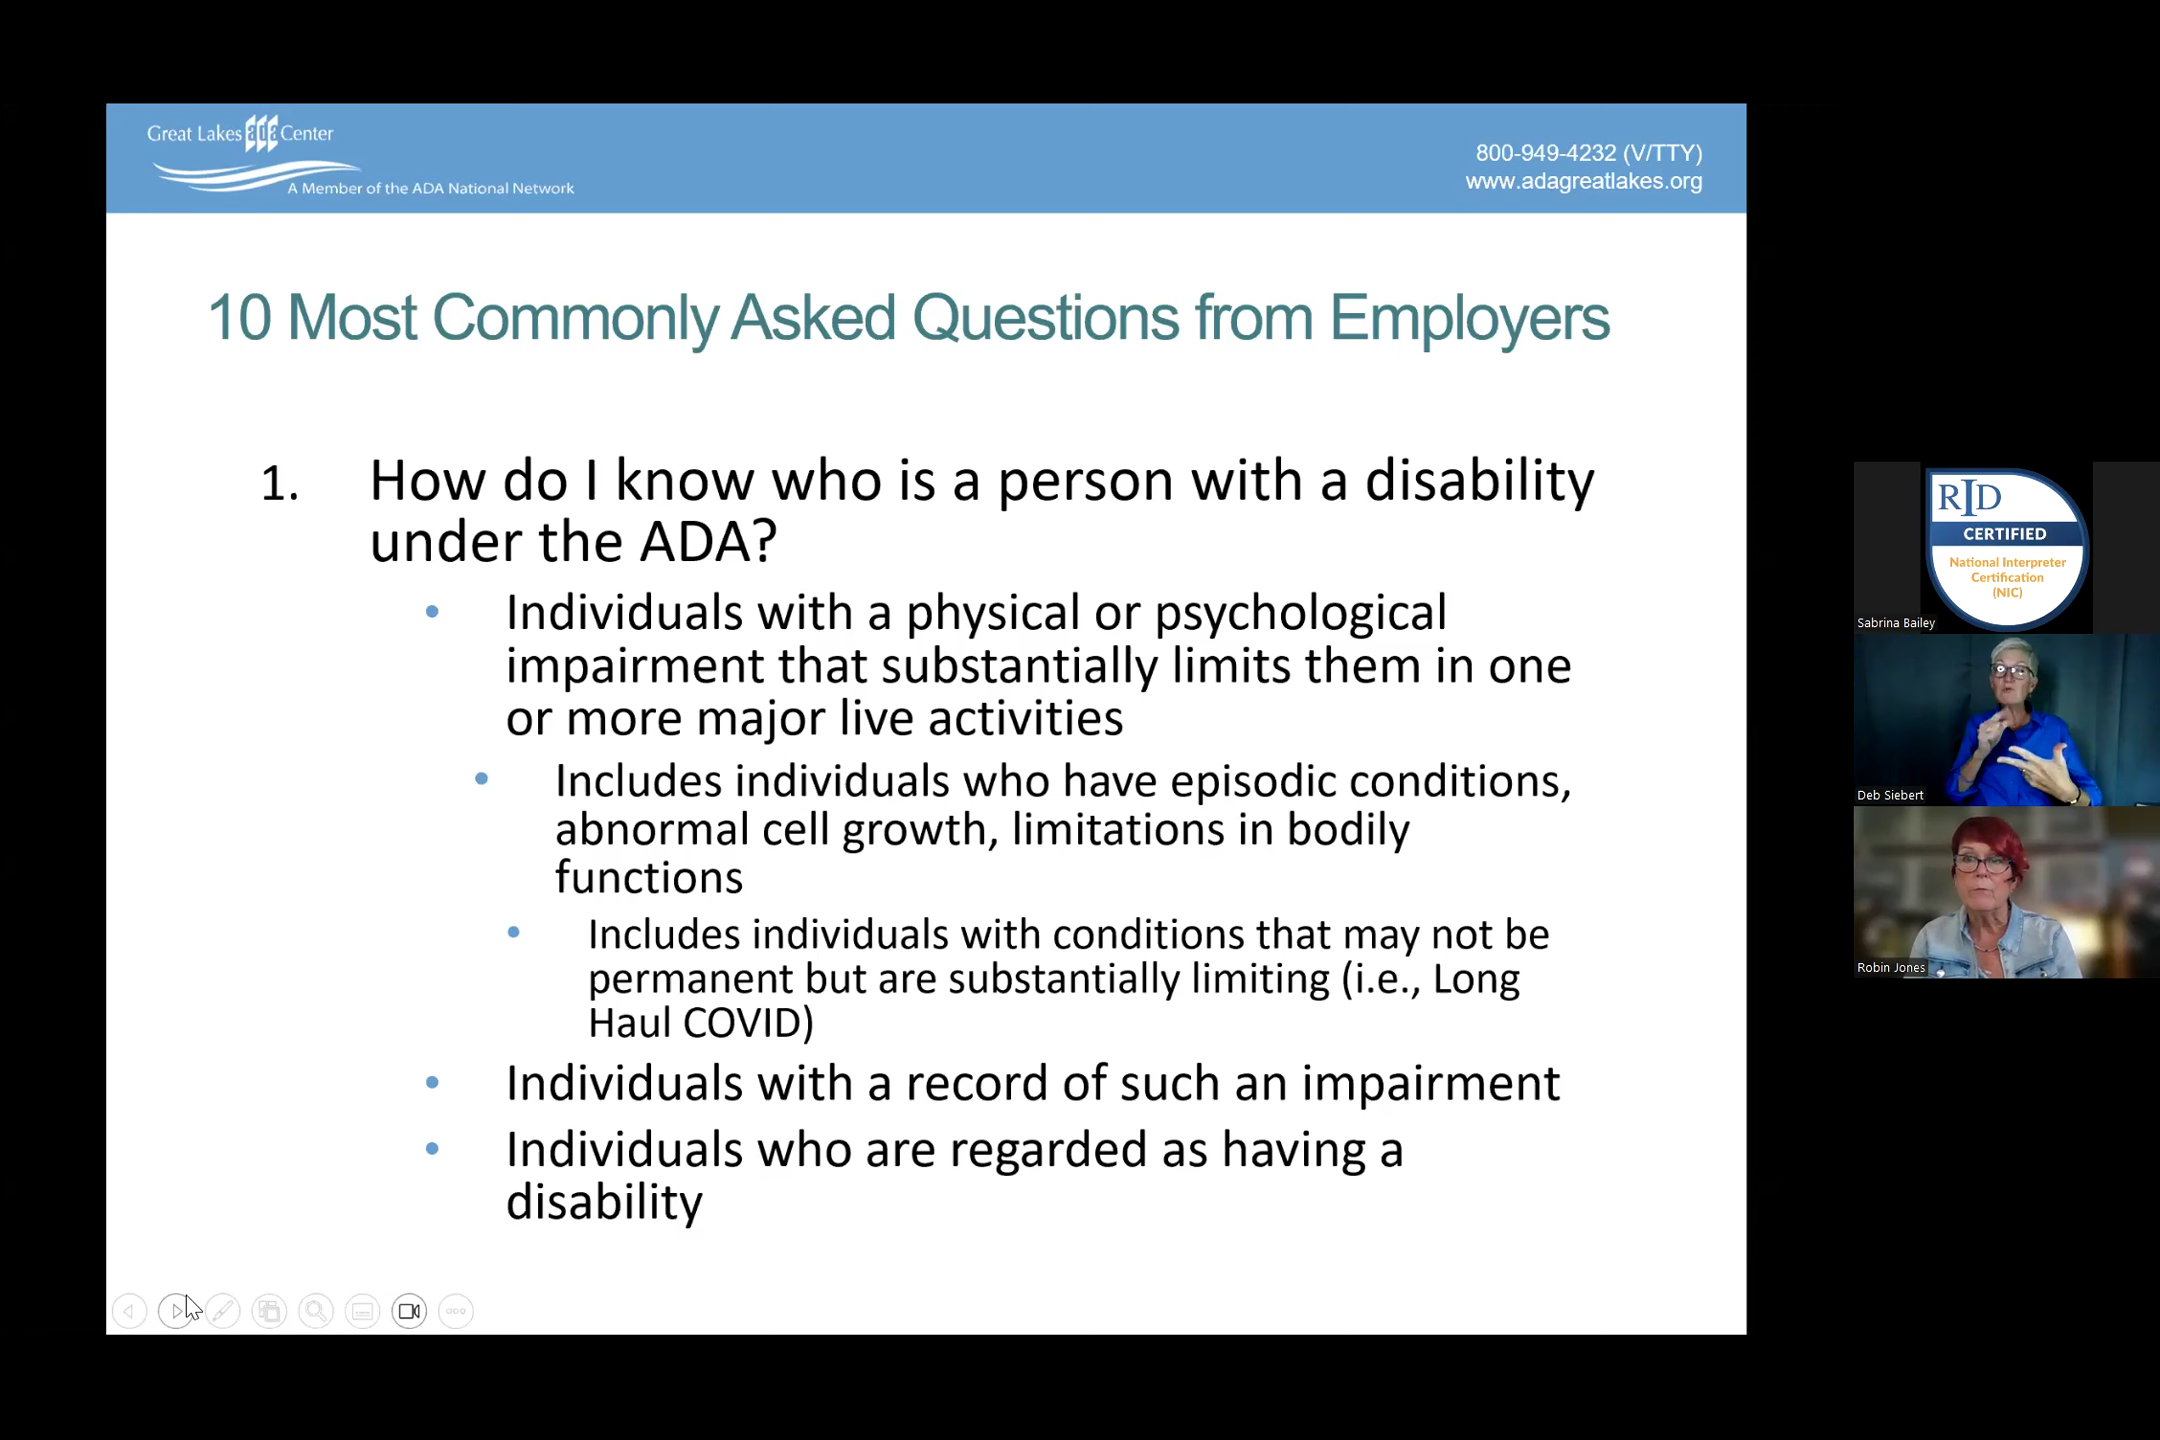 Great Lakes ada Center
A Member of the ADA National Network
800-949-4232 (V/TTY)
www.adagreatlakes.org
10 Most Commonly Asked Questions from Employers
1. How do I know who is a person with a disability
under the ADA?
• Individuals with a physical or psychological
impairment that substantially limits them in one
or more major live activities
• Includes individuals who have episodic conditions,
abnormal cell growth, limitations in bodily
functions
• Includes individuals with conditions that may not be
permanent but are substantially limiting (i.e., Long
Haul COVID)
• Individuals with a record of such an impairment
• Individuals who are regarded as having a
disability
RID
CERTIFIED
National Interpreter
Certification
(NIC)
Sabrina Bailey
Deb Siebert
Robin Jones